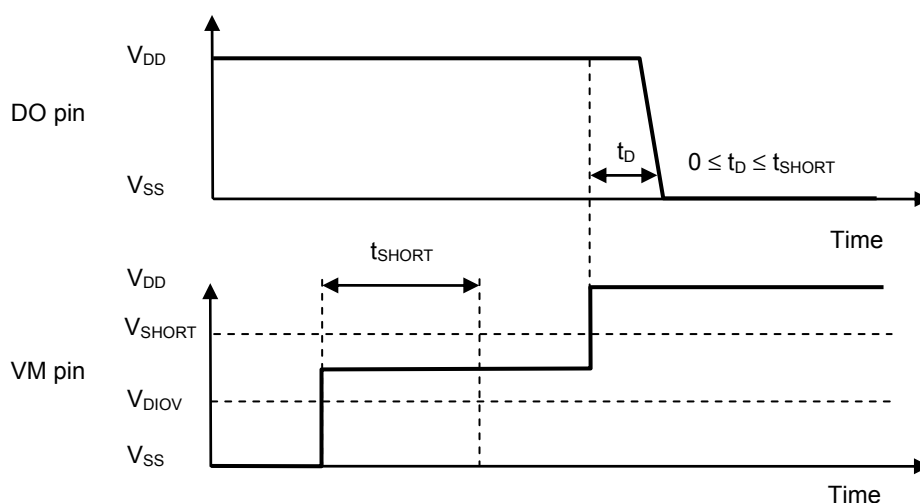 V_DD
DO pin
t_D
0 ≤ t_D ≤ t_SHORT
V_SS
Time
t_SHORT
V_DD
V_SHORT
VM pin
V_DIOV
V_SS
Time